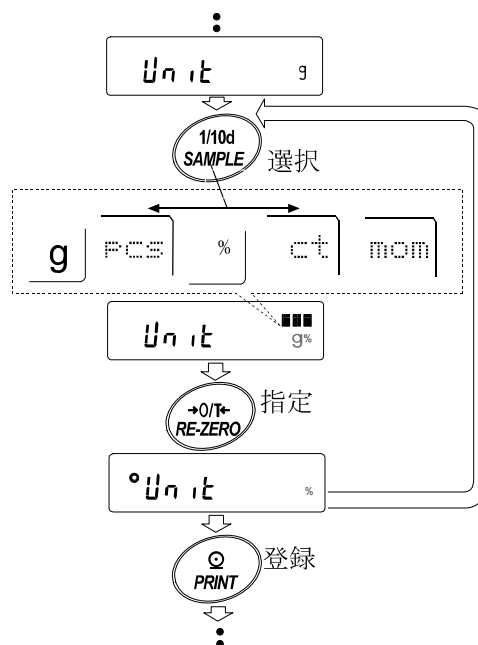 Unit g
1/10d
SAMPLE
選択
g pcs % ct mom
Unit g%
→0/T←
RE-ZERO
指定
°Unit %
PRINT
登録